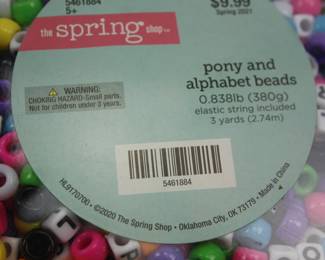 5461884
5+
$9.99
Spring 2021
the spring shop™
pony and
alphabet beads
0.838lb (380g)
elastic string included
3 yards (2.74m)
⚠ WARNING:
CHOKING HAZARD-Small parts.
Not for children under 3 years.
5461884
HL9170700 • ©2020 The Spring Shop • Oklahoma City, OK 73179 • Made in China